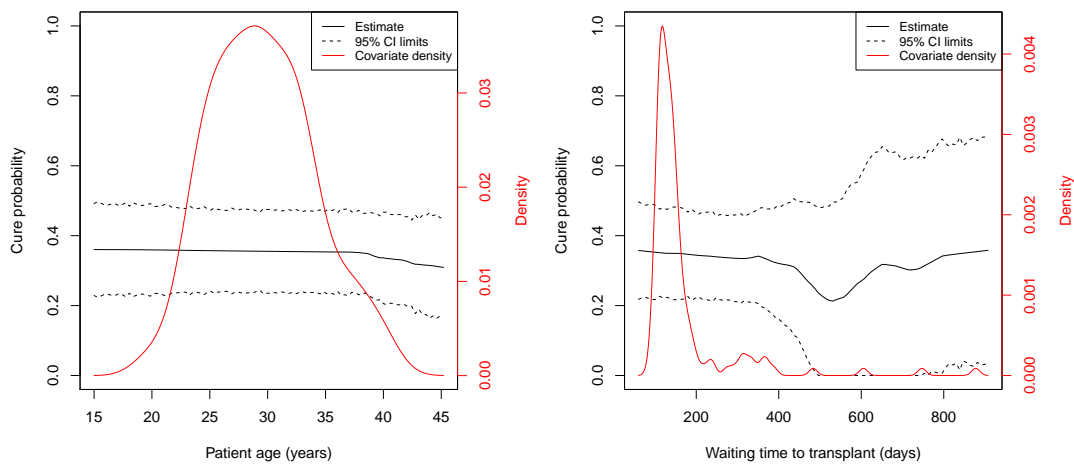 Estimate
95% CI limits
Covariate density
1.0
0.8
0.6
0.4
0.2
0.0
Cure probability
0.03
0.02
0.01
0.00
Density
15 20 25 30 35 40 45
Patient age (years)
Estimate
95% CI limits
Covariate density
1.0
0.8
0.6
0.4
0.2
0.0
Cure probability
0.004
0.003
0.002
0.001
0.000
Density
200 400 600 800
Waiting time to transplant (days)